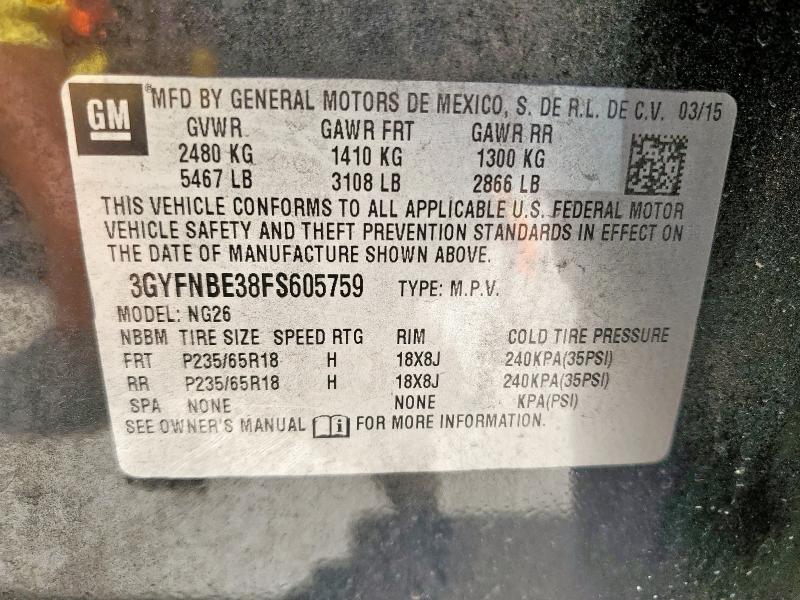 GM
® MFD BY GENERAL MOTORS DE MEXICO, S. DE R.L. DE C.V. 03/15
GVWR GAWR FRT GAWR RR
2480 KG 1410 KG 1300 KG
5467 LB 3108 LB 2866 LB
THIS VEHICLE CONFORMS TO ALL APPLICABLE U.S. FEDERAL MOTOR
VEHICLE SAFETY AND THEFT PREVENTION STANDARDS IN EFFECT ON
THE DATE OF MANUFACTURE SHOWN ABOVE.
3GYFNBE38FS605759 TYPE: M.P.V.
MODEL: NG26
NBBM TIRE SIZE SPEED RTG RIM COLD TIRE PRESSURE
FRT P235/65R18 H 18X8J 240KPA(35PSI)
RR P235/65R18 H 18X8J 240KPA(35PSI)
SPA NONE NONE KPA(PSI)
SEE OWNER'S MANUAL i FOR MORE INFORMATION.